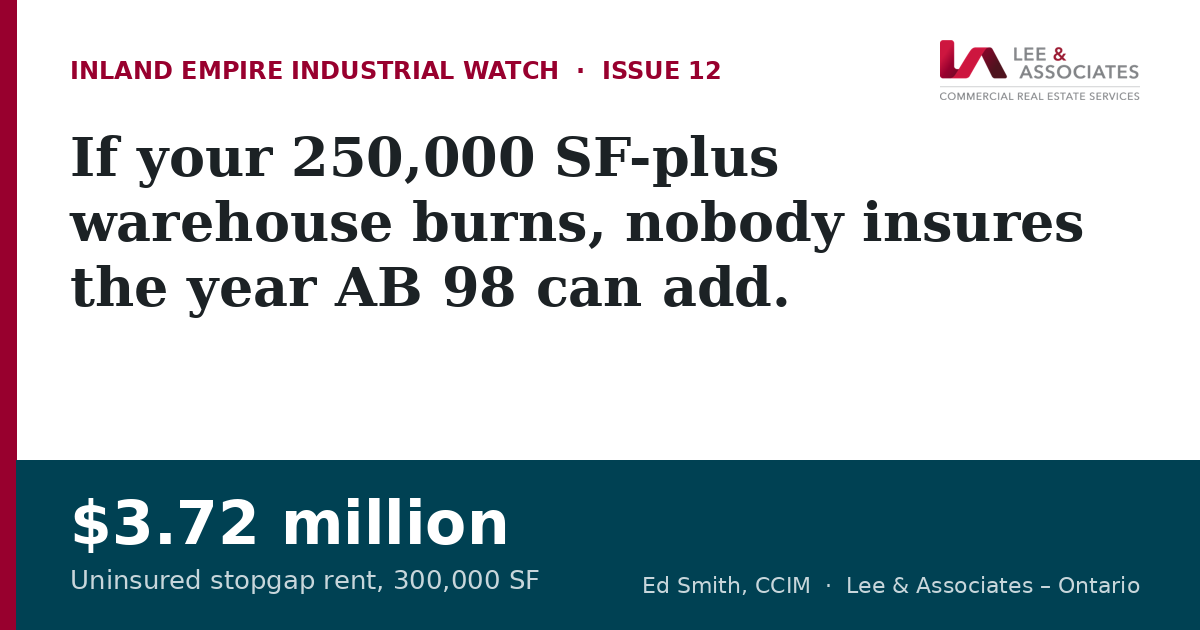 INLAND EMPIRE INDUSTRIAL WATCH · ISSUE 12
LEE &
ASSOCIATES
COMMERCIAL REAL ESTATE SERVICES
If your 250,000 SF-plus
warehouse burns, nobody insures
the year AB 98 can add.
$3.72 million
Uninsured stopgap rent, 300,000 SF
Ed Smith, CCIM · Lee & Associates – Ontario